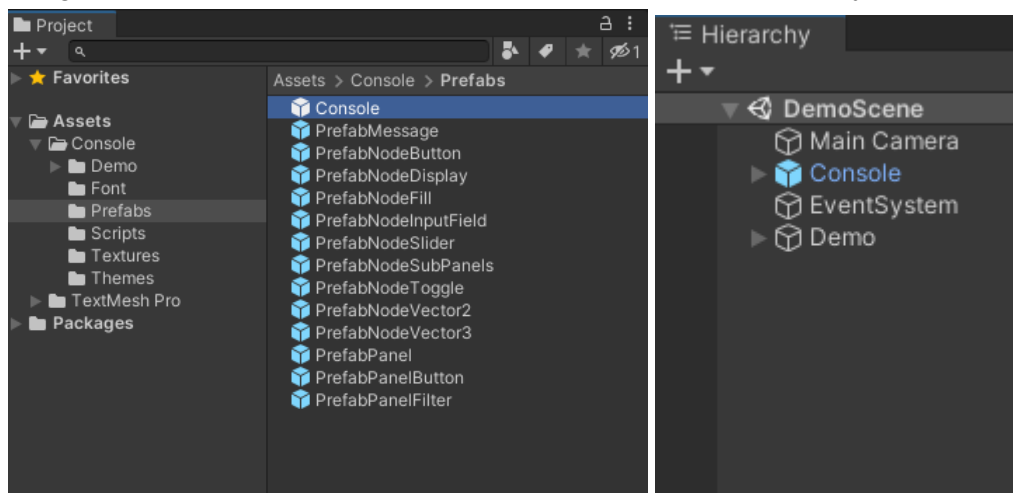 Project
1
Favorites
Assets
Console
Demo
Font
Prefabs
Scripts
Textures
Themes
TextMesh Pro
Packages
Assets > Console > Prefabs
Console
PrefabMessage
PrefabNodeButton
PrefabNodeDisplay
PrefabNodeFill
PrefabNodeInputField
PrefabNodeSlider
PrefabNodeSubPanels
PrefabNodeToggle
PrefabNodeVector2
PrefabNodeVector3
PrefabPanel
PrefabPanelButton
PrefabPanelFilter
Hierarchy
DemoScene
Main Camera
Console
EventSystem
Demo